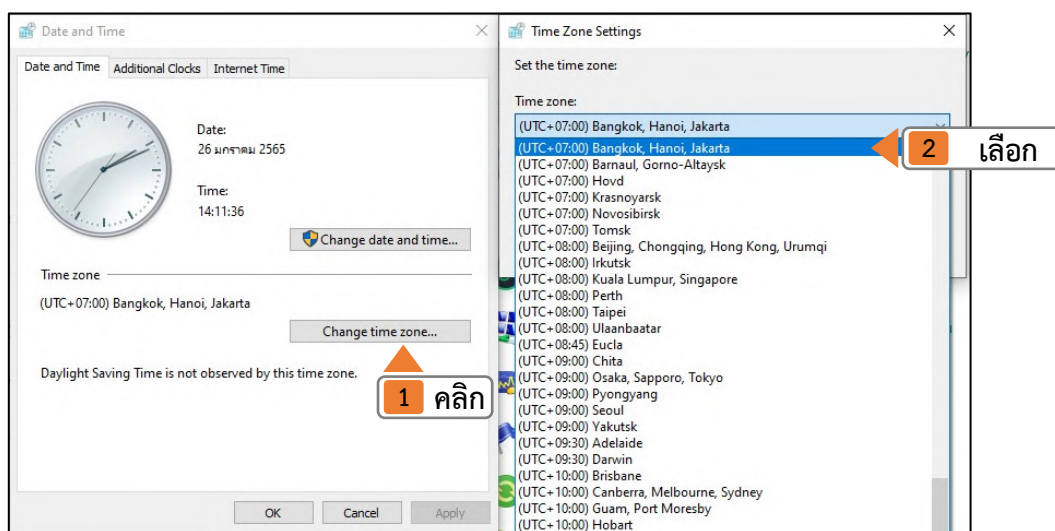 Date and Time
Date and Time Additional Clocks Internet Time
Date:
26 มกราคม 2565
Time:
14:11:36
Change date and time...
Time zone
(UTC+07:00) Bangkok, Hanoi, Jakarta
Change time zone...
Daylight Saving Time is not observed by this time zone.
1 คลิก
OK Cancel Apply
Time Zone Settings
Set the time zone:
Time zone:
(UTC+07:00) Bangkok, Hanoi, Jakarta
(UTC+07:00) Bangkok, Hanoi, Jakarta
2 เลือก
(UTC+07:00) Barnaul, Gorno-Altaysk
(UTC+07:00) Hovd
(UTC+07:00) Krasnoyarsk
(UTC+07:00) Novosibirsk
(UTC+07:00) Tomsk
(UTC+08:00) Beijing, Chongqing, Hong Kong, Urumqi
(UTC+08:00) Irkutsk
(UTC+08:00) Kuala Lumpur, Singapore
(UTC+08:00) Perth
(UTC+08:00) Taipei
(UTC+08:00) Ulaanbaatar
(UTC+08:45) Eucla
(UTC+09:00) Chita
(UTC+09:00) Osaka, Sapporo, Tokyo
(UTC+09:00) Pyongyang
(UTC+09:00) Seoul
(UTC+09:00) Yakutsk
(UTC+09:30) Adelaide
(UTC+09:30) Darwin
(UTC+10:00) Brisbane
(UTC+10:00) Canberra, Melbourne, Sydney
(UTC+10:00) Guam, Port Moresby
(UTC+10:00) Hobart